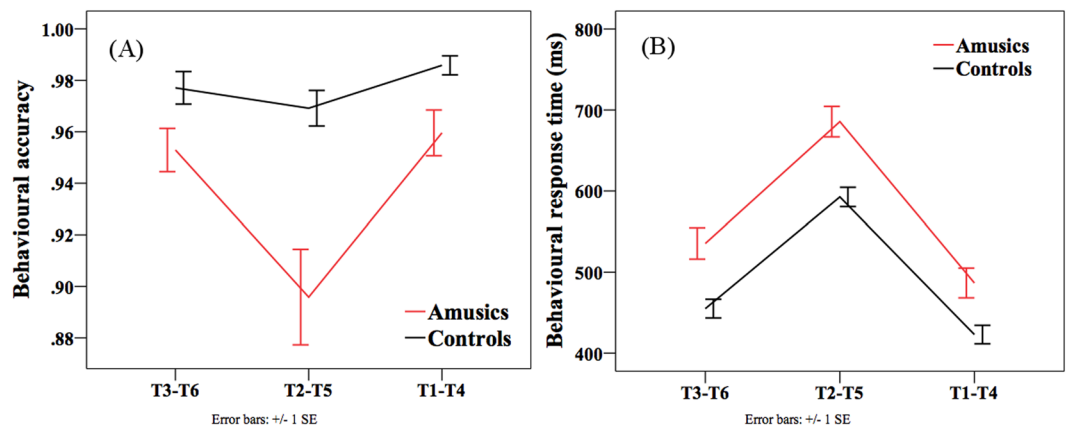 (A)
Behavioural accuracy
1.00
.98
.96
.94
.92
.90
.88
Amusics
Controls
T3-T6
T2-T5
T1-T4
Error bars: +/- 1 SE
(B)
Behavioural response time (ms)
800
700
600
500
400
Amusics
Controls
T3-T6
T2-T5
T1-T4
Error bars: +/- 1 SE